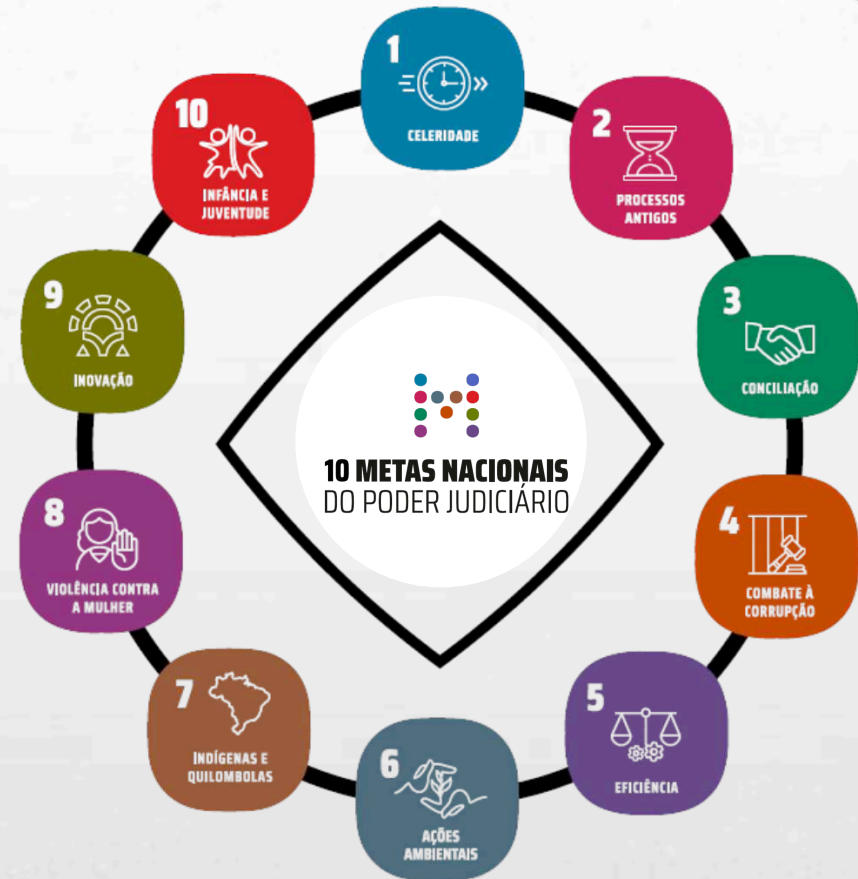 1
CELERIDADE
2
PROCESSOS
ANTIGOS
3
CONCILIAÇÃO
4
COMBATE À
CORRUPÇÃO
5
EFICIÊNCIA
6
AÇÕES
AMBIENTAIS
7
INDÍGENAS E
QUILOMBOLAS
8
VIOLÊNCIA CONTRA
A MULHER
9
INOVAÇÃO
10
INFÂNCIA E
JUVENTUDE
10 METAS NACIONAIS
DO PODER JUDICIÁRIO